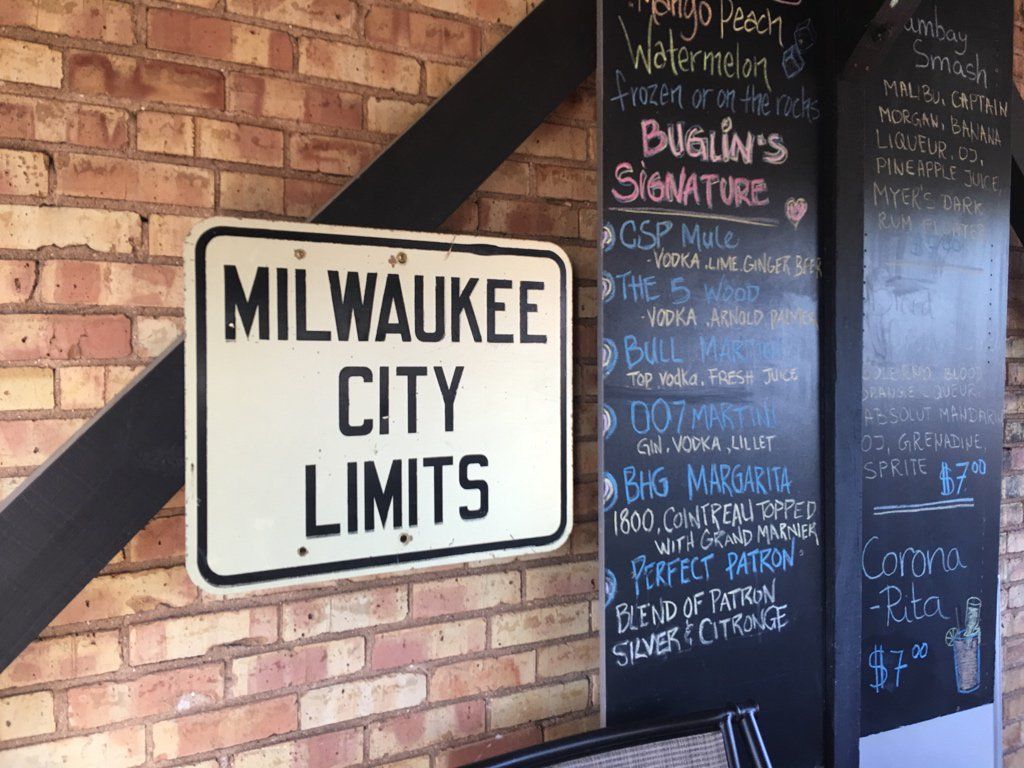 MILWAUKEE
CITY
LIMITS
Mango Peach
Watermelon
frozen or on the rocks
BUGLIN'S
SIGNATURE
CSP Mule
- VODKA, LIME, GINGER BEER
THE 5 WOOD
- VODKA, ARNOLD PALMER
BULL MARTINI
TOP VODKA, FRESH JUICE
007 MARTINI
GIN, VODKA, LILLET
BHG MARGARITA
1800, COINTREAU TOPPED
WITH GRAND MARNIER
PERFECT PATRON
BLEND OF PATRON
SILVER & CITRONGE
ambay
Smash
MALIBU, CAPTAIN
MORGAN, BANANA
LIQUEUR, OJ,
PINEAPPLE JUICE
MYER'S DARK
RUM FLOATER
BLOOD
ORANGE LIQUEUR
ABSOLUT MANDARIN
OJ, GRENADINE,
SPRITE $7.00
Corona
- Rita
$7.00